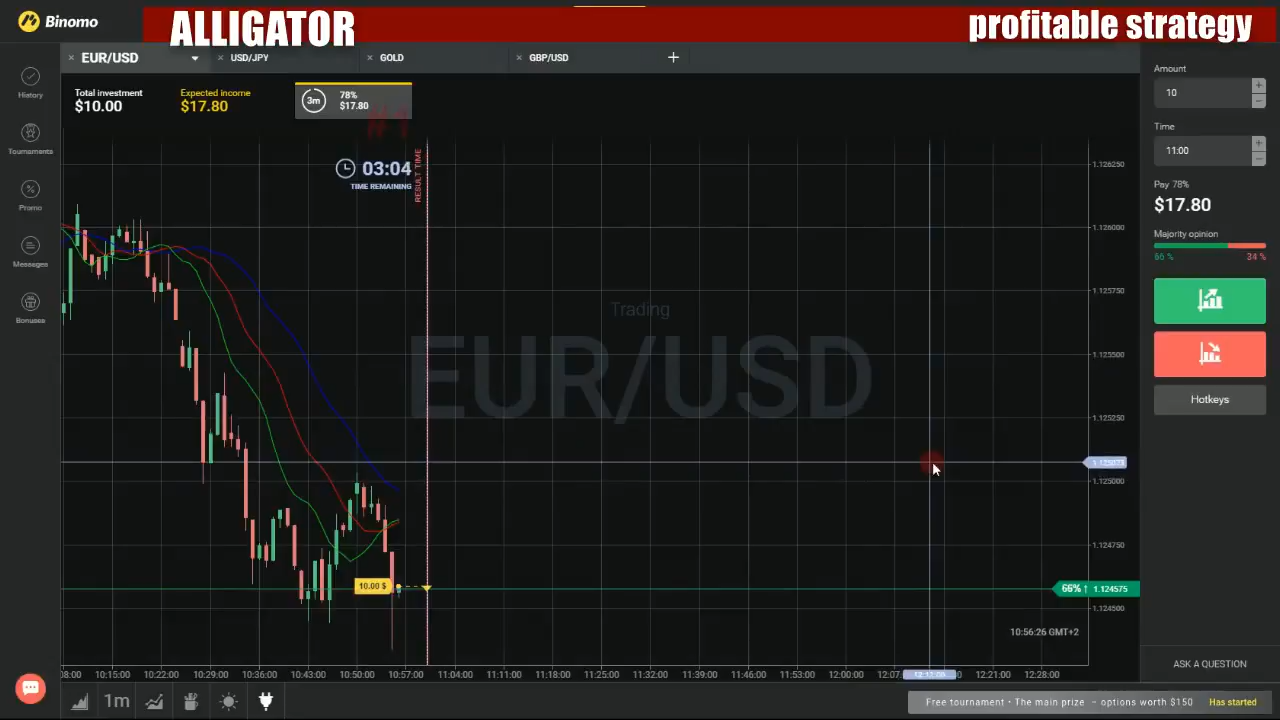 Binomo
ALLIGATOR
profitable strategy
EUR/USD
USD/JPY
GOLD
GBP/USD
Amount
10
Time
11:00
Pay 78%
$17.80
Majority opinion
66 %
34 %
Hotkeys
ASK A QUESTION
History
Tournaments
Promo
Messages
Bonuses
Total investment
$10.00
Expected income
$17.80
3m
78%
$17.80
#1
03:04
TIME REMAINING
RESULT TIME
Trading
EUR/USD
10.00 $
1.126250
1.126000
1.125750
1.125500
1.125250
1.125000
1.124750
66% ↑ 1.124575
1.124500
10:56:26 GMT+2
10:15:00
10:22:00
10:29:00
10:36:00
10:43:00
10:50:00
10:57:00
11:04:00
11:11:00
11:18:00
11:25:00
11:32:00
11:39:00
11:46:00
11:53:00
12:00:00
12:21:00
12:28:00
1m
Free tournament • The main prize – options worth $150
Has started